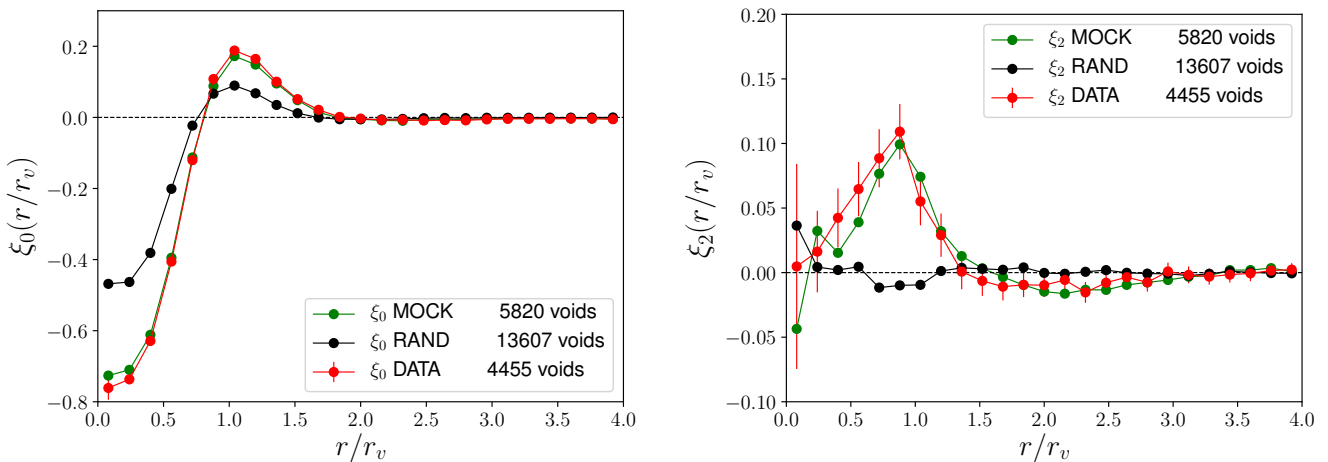 0.2
0.0
−0.2
−0.4
−0.6
−0.8
ξ0(r/rv)
ξ0 MOCK 5820 voids
ξ0 RAND 13607 voids
ξ0 DATA 4455 voids
0.0 0.5 1.0 1.5 2.0 2.5 3.0 3.5 4.0
r/rv
0.20
0.15
0.10
0.05
0.00
−0.05
−0.10
ξ2(r/rv)
ξ2 MOCK 5820 voids
ξ2 RAND 13607 voids
ξ2 DATA 4455 voids
0.0 0.5 1.0 1.5 2.0 2.5 3.0 3.5 4.0
r/rv